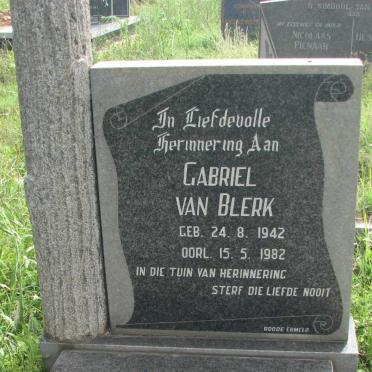 In Liefdevolle
Herinnering Aan
GABRIEL
VAN BLERK
GEB. 24. 8. 1942
OORL. 15. 5. 1982
IN DIE TUIN VAN HERINNERING
STERF DIE LIEFDE NOOIT
NICOLAAS
PIENAAR